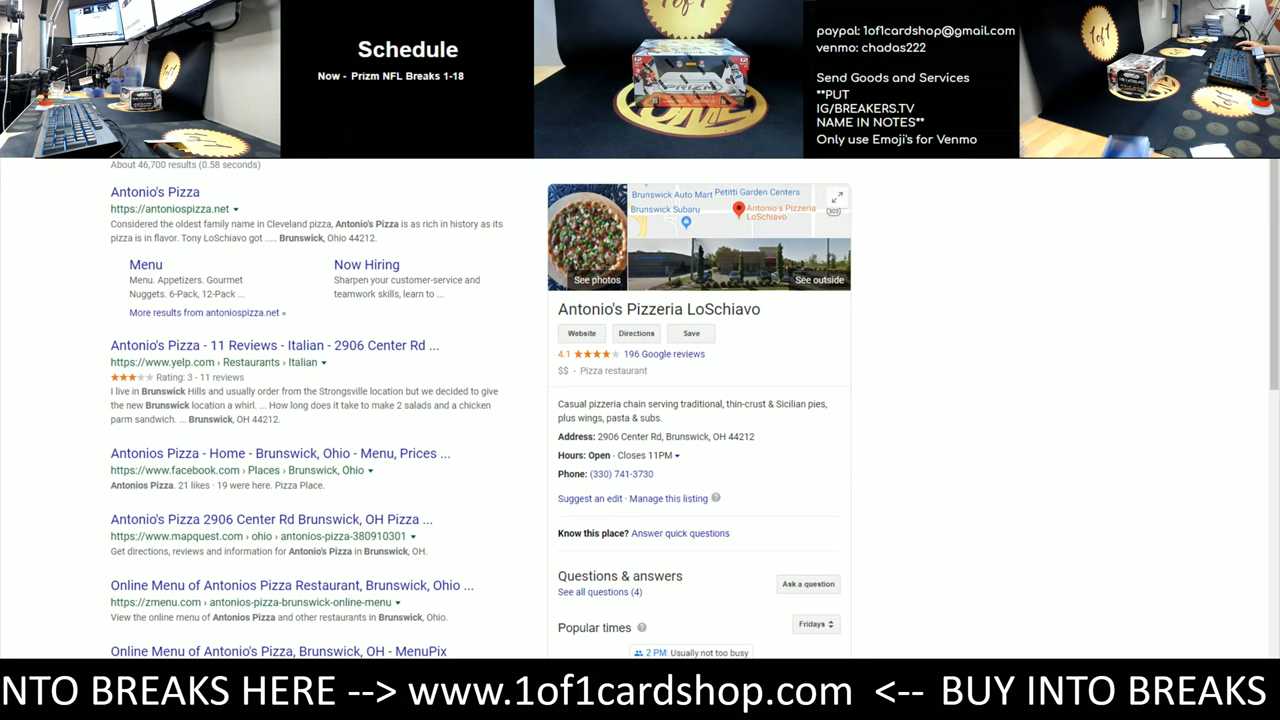 Schedule
Now - Prizm NFL Breaks 1-18
1of1
PRIZM
paypal: 1of1cardshop@gmail.com
venmo: chadas222
Send Goods and Services
**PUT
IG/BREAKERS.TV
NAME IN NOTES**
Only use Emoji's for Venmo
1of1
About 46,700 results (0.58 seconds)
Antonio's Pizza
https://antoniospizza.net
Considered the oldest family name in Cleveland pizza, Antonio's Pizza is as rich in history as its
pizza is in flavor. Tony LoSchiavo got ..... Brunswick, Ohio 44212.
Menu
Menu. Appetizers. Gourmet
Nuggets. 6-Pack, 12-Pack ...
Now Hiring
Sharpen your customer-service and
teamwork skills, learn to ...
More results from antoniospizza.net »
Antonio's Pizza - 11 Reviews - Italian - 2906 Center Rd ...
https://www.yelp.com › Restaurants › Italian
Rating: 3 - 11 reviews
I live in Brunswick Hills and usually order from the Strongsville location but we decided to give
the new Brunswick location a whirl. ... How long does it take to make 2 salads and a chicken
parm sandwich. ... Brunswick, OH 44212.
Antonios Pizza - Home - Brunswick, Ohio - Menu, Prices ...
https://www.facebook.com › Places › Brunswick, Ohio
Antonios Pizza. 21 likes · 19 were here. Pizza Place.
Antonio's Pizza 2906 Center Rd Brunswick, OH Pizza ...
https://www.mapquest.com › ohio › antonios-pizza-380910301
Get directions, reviews and information for Antonio's Pizza in Brunswick, OH.
Online Menu of Antonios Pizza Restaurant, Brunswick, Ohio ...
https://zmenu.com › antonios-pizza-brunswick-online-menu
View the online menu of Antonios Pizza and other restaurants in Brunswick, Ohio.
Online Menu of Antonio's Pizza, Brunswick, OH - MenuPix
Brunswick Auto Mart
Petitti Garden Centers
Brunswick Subaru
Antonio's Pizzeria
LoSchiavo
303
See photos
See outside
Antonio's Pizzeria LoSchiavo
Website
Directions
Save
4.1 196 Google reviews
$$ · Pizza restaurant
Casual pizzeria chain serving traditional, thin-crust & Sicilian pies,
plus wings, pasta & subs.
Address: 2906 Center Rd, Brunswick, OH 44212
Hours: Open · Closes 11PM
Phone: (330) 741-3730
Suggest an edit · Manage this listing
Know this place? Answer quick questions
Questions & answers
See all questions (4)
Ask a question
Popular times
Fridays
2 PM: Usually not too busy
NTO BREAKS HERE --> www.1of1cardshop.com <-- BUY INTO BREAKS